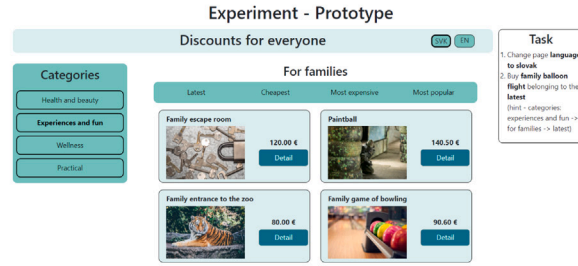 Experiment - Prototype
Discounts for everyone
SVK
EN
Categories
Health and beauty
Experiences and fun
Wellness
Practical
For families
Latest
Cheapest
Most expensive
Most popular
Family escape room
120.00 €
Detail
Paintball
140.50 €
Detail
Family entrance to the zoo
80.00 €
Detail
Family game of bowling
90.60 €
Detail
Task
1. Change page language
to slovak
2. Buy family balloon
flight belonging to the
latest
(hint - categories:
experiences and fun ->
for families -> latest)